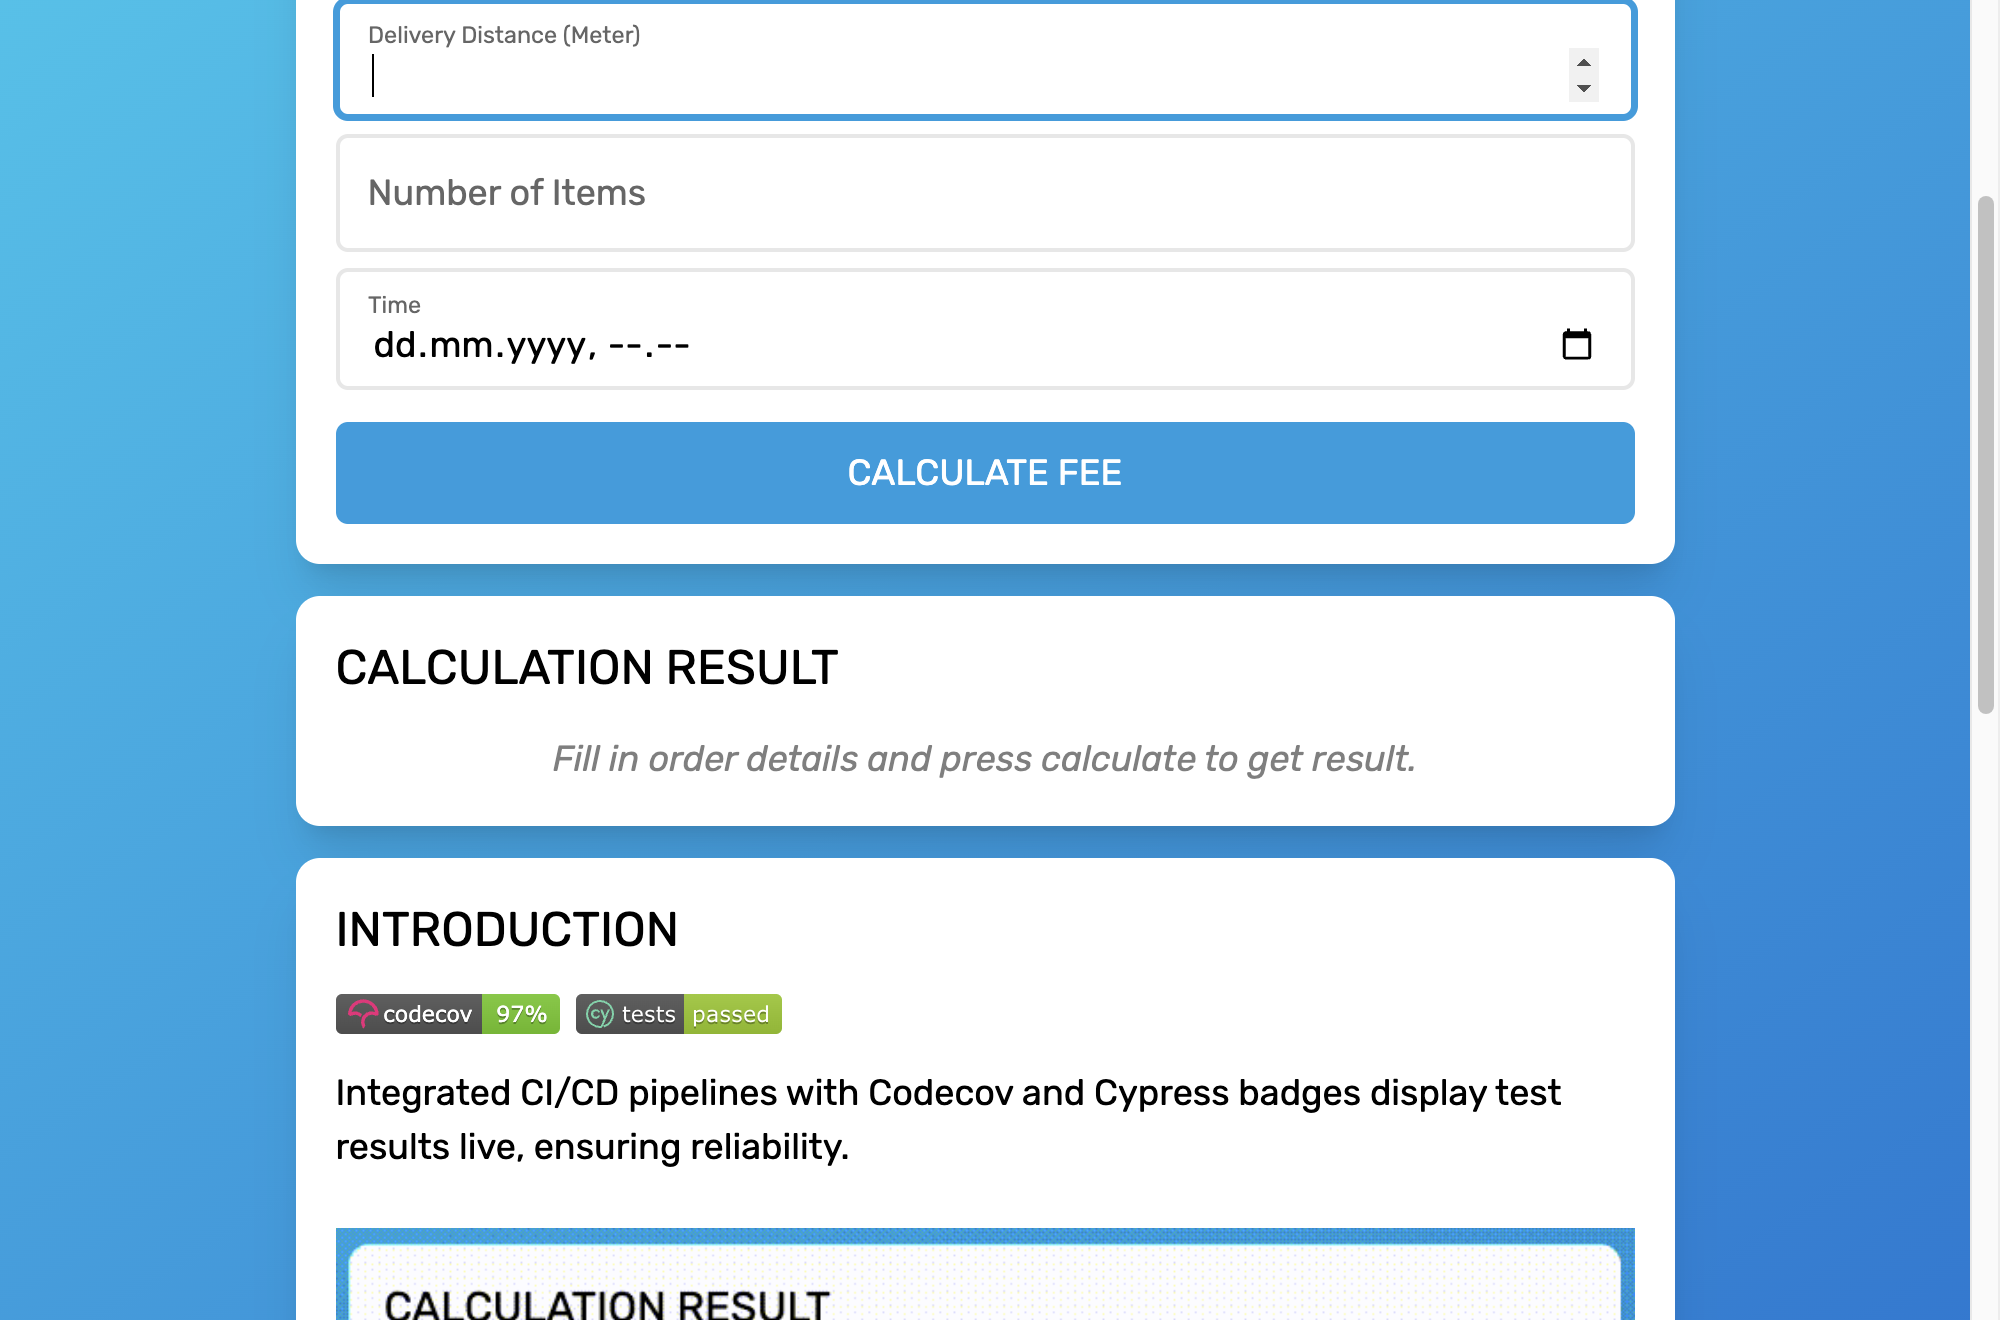 Delivery Distance (Meter)
Number of Items
Time
dd.mm.yyyy, --.--
CALCULATE FEE
CALCULATION RESULT
Fill in order details and press calculate to get result.
INTRODUCTION
codecov 97% cy tests passed
Integrated CI/CD pipelines with Codecov and Cypress badges display test
results live, ensuring reliability.
CALCULATION RESULT